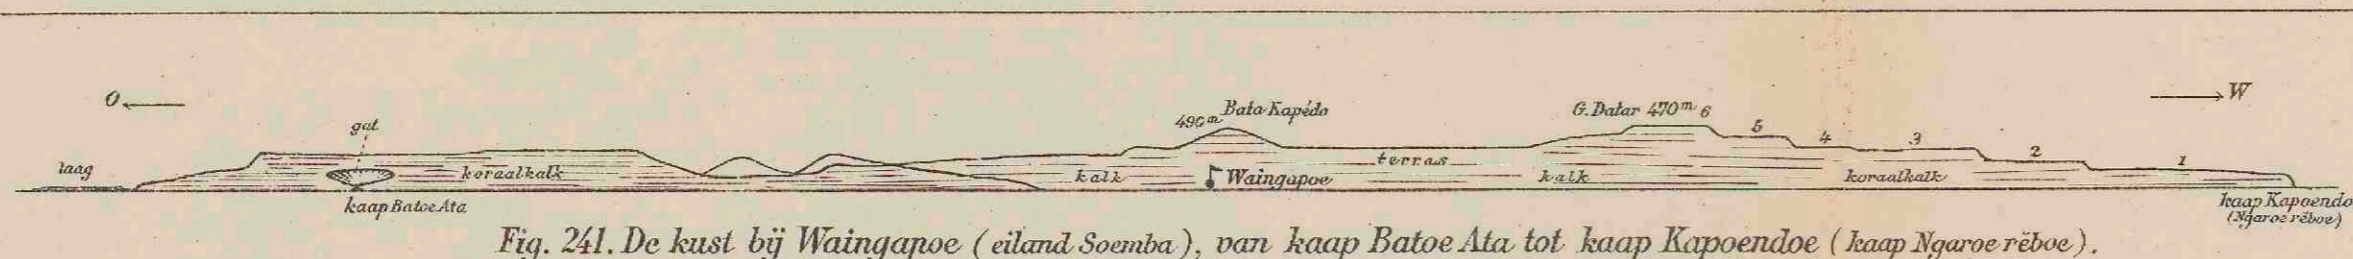 O
W
gat
490m Bata Kapédo
G. Datar 470m 6
5
4
3
2
1
laag
koraalkalk
kalk
Waingapoe
terras
kalk
koraalkalk
kaap Batoe Ata
kaap Kapoendo
(Ngaroe rĕboe)
Fig. 241. De kust bij Waingapoe (eiland Soemba), van kaap Batoe Ata tot kaap Kapoendoe (kaap Ngaroe rĕboe).